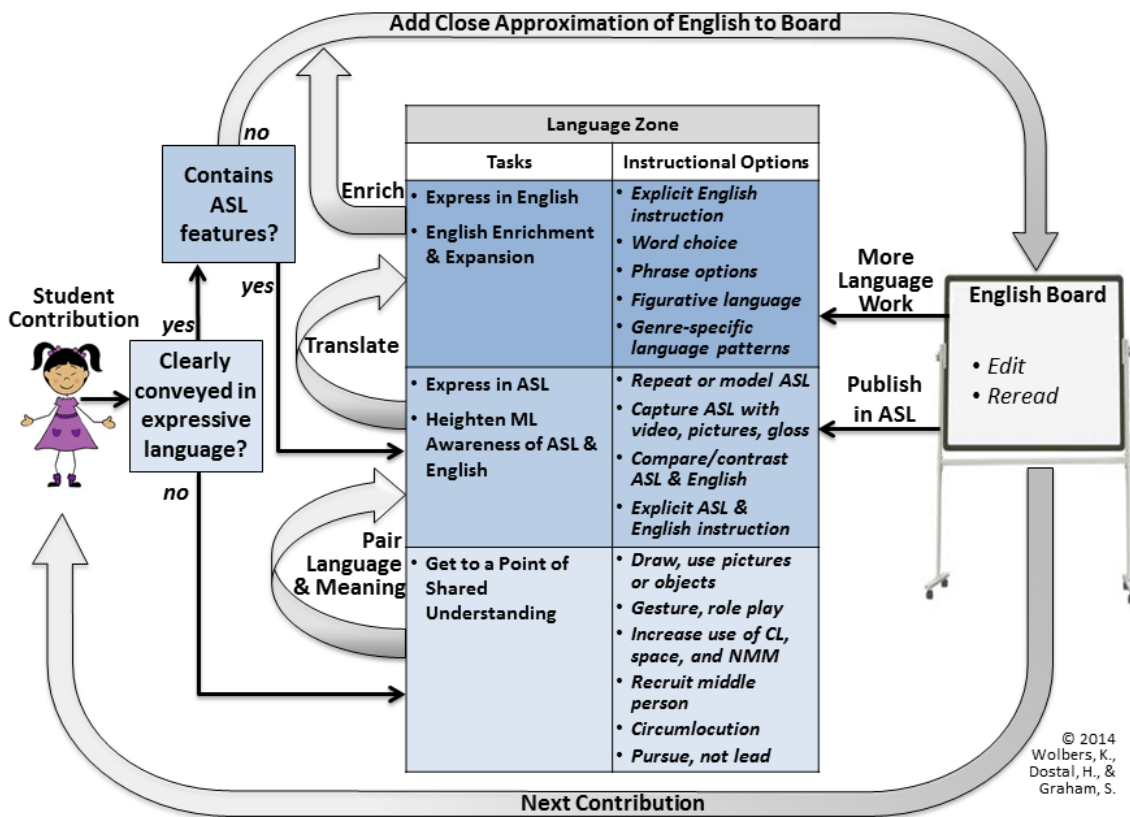 Add Close Approximation of English to Board
no
Contains
ASL
features?
yes
Student
Contribution
yes
Clearly
conveyed in
expressive
language?
no
Enrich
Translate
Pair
Language
& Meaning
Language Zone
Tasks
Instructional Options
• Express in English
• English Enrichment
& Expansion
• Explicit English
instruction
• Word choice
• Phrase options
• Figurative language
• Genre-specific
language patterns
• Express in ASL
• Heighten ML
Awareness of ASL &
English
• Repeat or model ASL
• Capture ASL with
video, pictures, gloss
• Compare/contrast
ASL & English
• Explicit ASL &
English instruction
• Get to a Point of
Shared
Understanding
• Draw, use pictures
or objects
• Gesture, role play
• Increase use of CL,
space, and NMM
• Recruit middle
person
• Circumlocution
• Pursue, not lead
More
Language
Work
Publish
in ASL
English Board
• Edit
• Reread
Next Contribution
© 2014
Wolbers, K.,
Dostal, H., &
Graham, S.